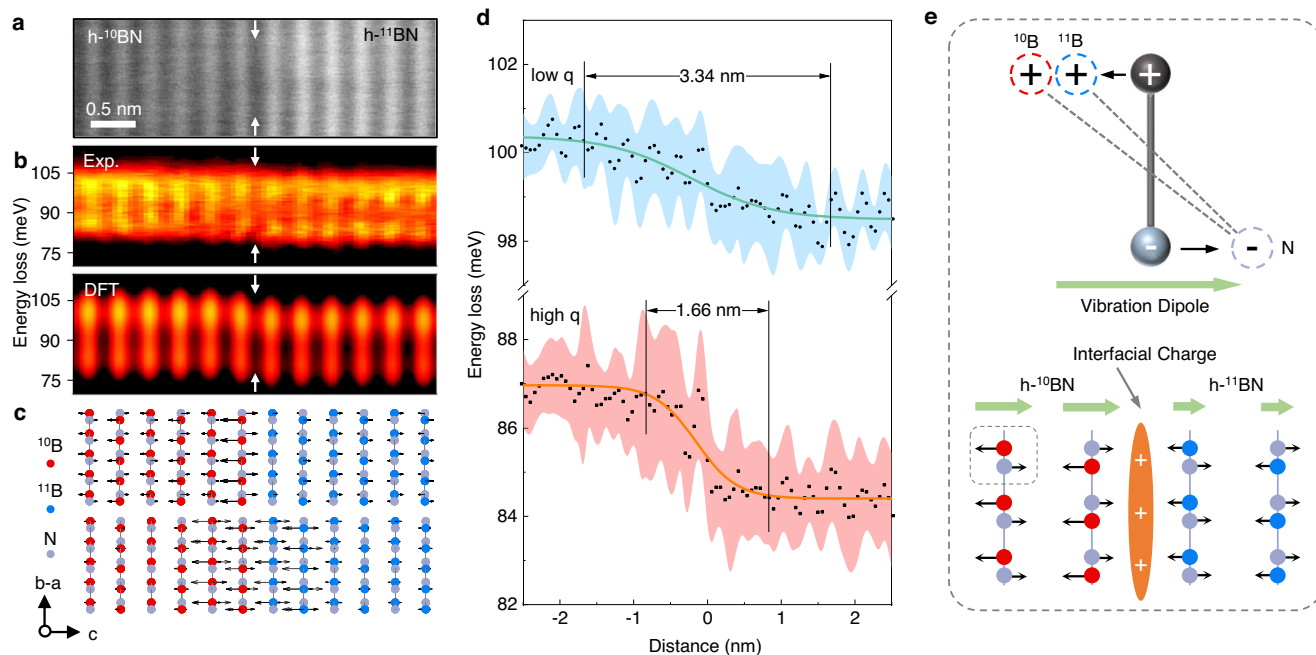 a
h-¹⁰BN
h-¹¹BN
0.5 nm
b
Exp.
105
90
75
Energy loss (meV)
DFT
105
90
75
c
¹⁰B
¹¹B
N
b-a
c
d
102
100
98
88
86
84
82
Energy loss (meV)
low q
3.34 nm
high q
1.66 nm
-2
-1
0
1
2
Distance (nm)
e
¹⁰B
¹¹B
+
+
+
-
-
N
Vibration Dipole
Interfacial Charge
h-¹⁰BN
h-¹¹BN
+
+
+